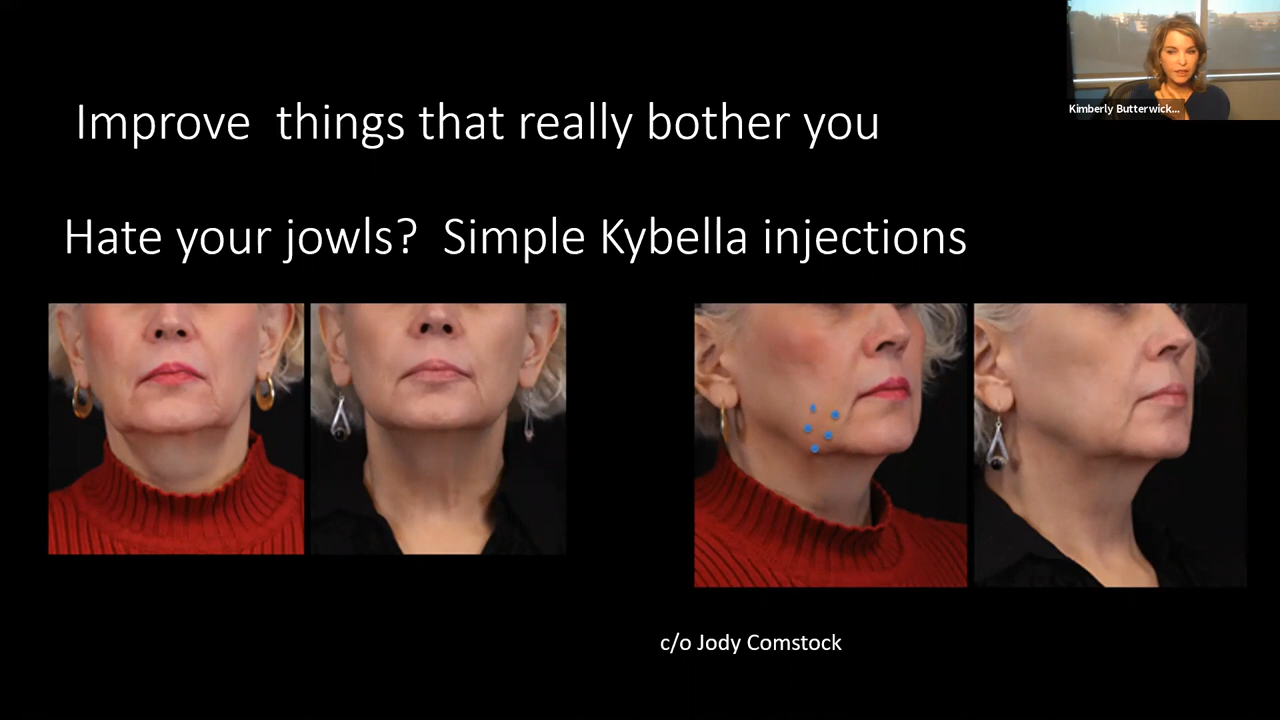 Kimberly Butterwick...
Improve things that really bother you
Hate your jowls? Simple Kybella injections
c/o Jody Comstock